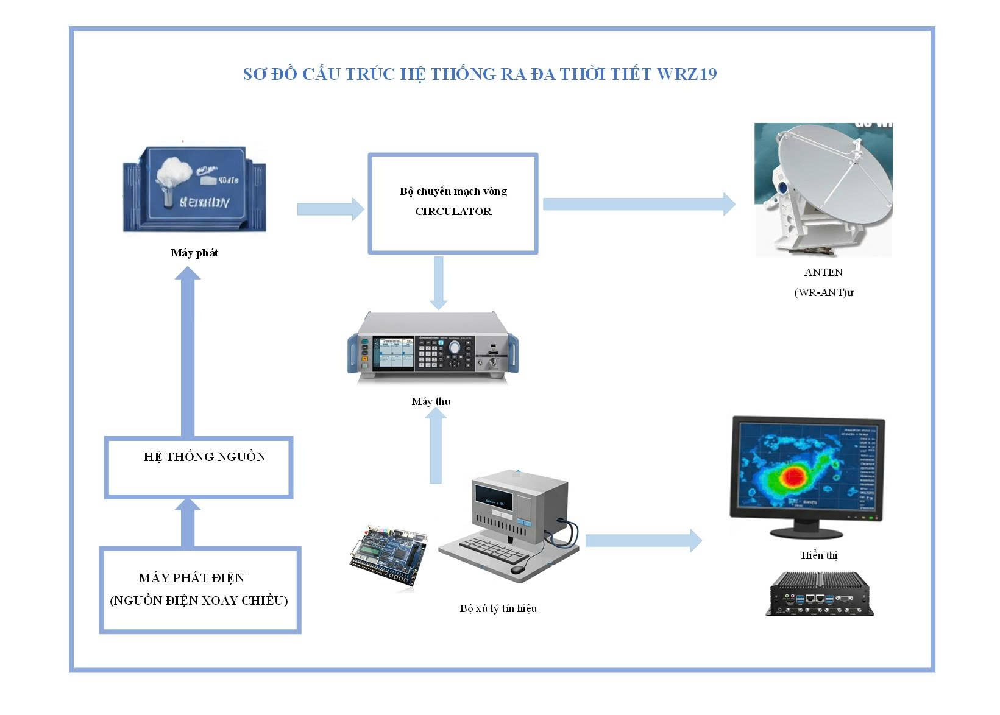 SƠ ĐỒ CẤU TRÚC HỆ THỐNG RA ĐA THỜI TIẾT WRZ19
Bộ chuyển mạch vòng
CIRCULATOR
Máy phát
ANTEN
(WR-ANT)ư
Máy thu
HỆ THỐNG NGUỒN
MÁY PHÁT ĐIỆN
(NGUỒN ĐIỆN XOAY CHIỀU)
Hiển thị
Bộ xử lý tín hiệu